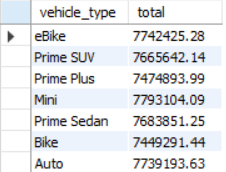 vehicle_type total
eBike 7742425.28
Prime SUV 7665642.14
Prime Plus 7474893.99
Mini 7793104.09
Prime Sedan 7683851.25
Bike 7449291.44
Auto 7739193.63